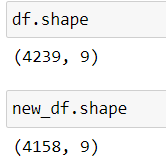 df.shape
(4239, 9)
new_df.shape
(4158, 9)